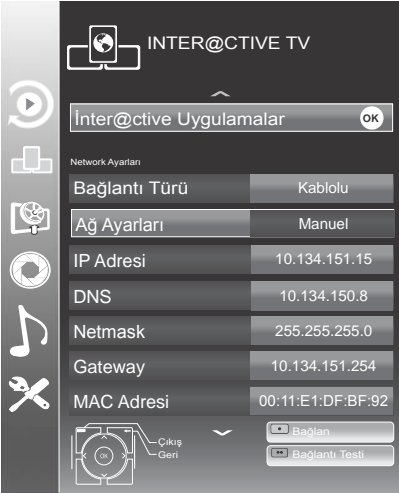 INTER@CTIVE TV
İnter@ctive Uygulamalar OK
Network Ayarları
Bağlantı Türü Kablolu
Ağ Ayarları Manuel
IP Adresi 10.134.151.15
DNS 10.134.150.8
Netmask 255.255.255.0
Gateway 10.134.151.254
MAC Adresi 00:11:E1:DF:BF:92
OK
Çıkış
Geri
Bağlan
Bağlantı Testi